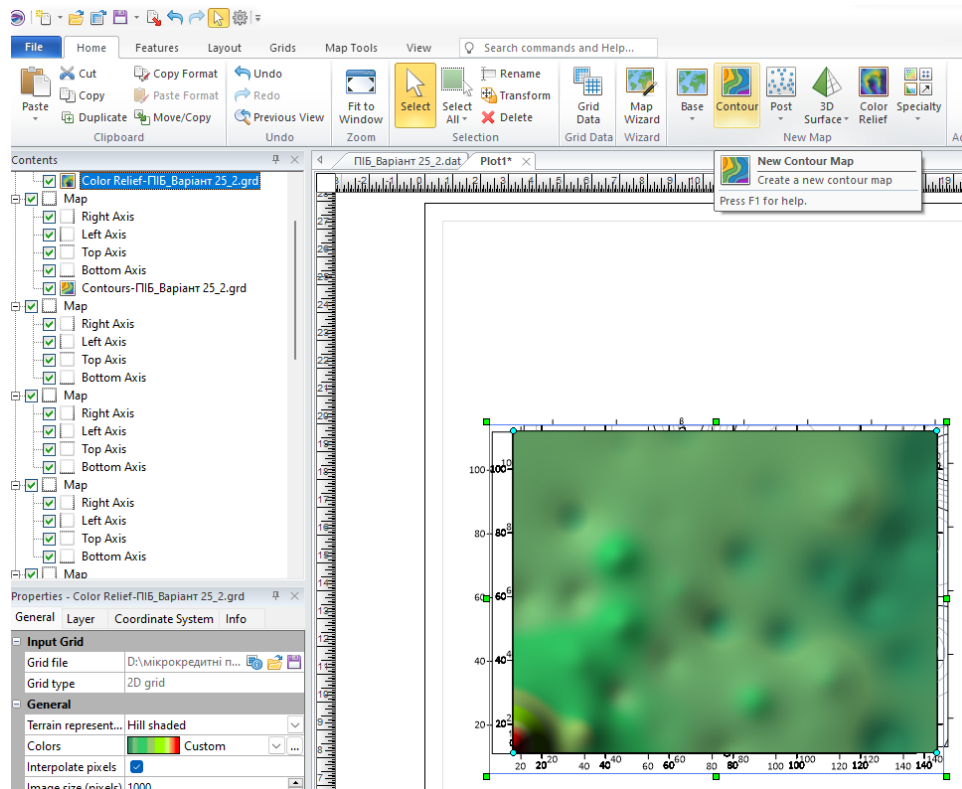 File Home Features Layout Grids Map Tools View Search commands and Help...
Paste
Cut
Copy
Duplicate
Copy Format
Paste Format
Move/Copy
Clipboard
Undo
Redo
Previous View
Undo
Fit to Window
Zoom
Select
Select All
Rename
Transform
Delete
Selection
Grid Data
Grid Data
Map Wizard
Wizard
Base
Contour
Post
3D Surface
Color Relief
Specialty
New Map
New Contour Map
Create a new contour map
Press F1 for help.
Contents
ПІБ_Варіант 25_2.dat Plot1*
Color Relief-ПІБ_Варіант 25_2.grd
Map
Right Axis
Left Axis
Top Axis
Bottom Axis
Contours-ПІБ_Варіант 25_2.grd
Map
Right Axis
Left Axis
Top Axis
Bottom Axis
Map
Right Axis
Left Axis
Top Axis
Bottom Axis
Map
Right Axis
Left Axis
Top Axis
Bottom Axis
Map
Properties - Color Relief-ПІБ_Варіант 25_2.grd
General Layer Coordinate System Info
Input Grid
Grid file D:\мікрокредитні п...
Grid type 2D grid
General
Terrain represent... Hill shaded
Colors Custom ...
Interpolate pixels
Image size (pixels) 1000
100
80
60
40
20
20 40 60 80 100 120 140